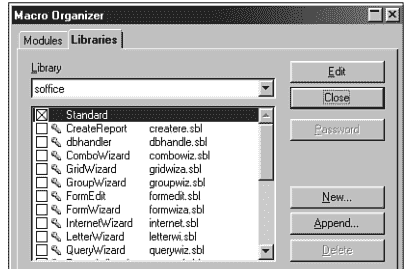 Macro Organizer
Modules Libraries
Library
soffice
Edit
Close
Password
Standard
CreateReport createre.sbl
dbhandler dbhandle.sbl
ComboWizard combowiz.sbl
GridWizard gridwiza.sbl
GroupWizard groupwiz.sbl
FormEdit formedit.sbl
FormWizard formwiza.sbl
InternetWizard internet.sbl
LetterWizard letterwi.sbl
QueryWizard querywiz.sbl
New...
Append...
Delete